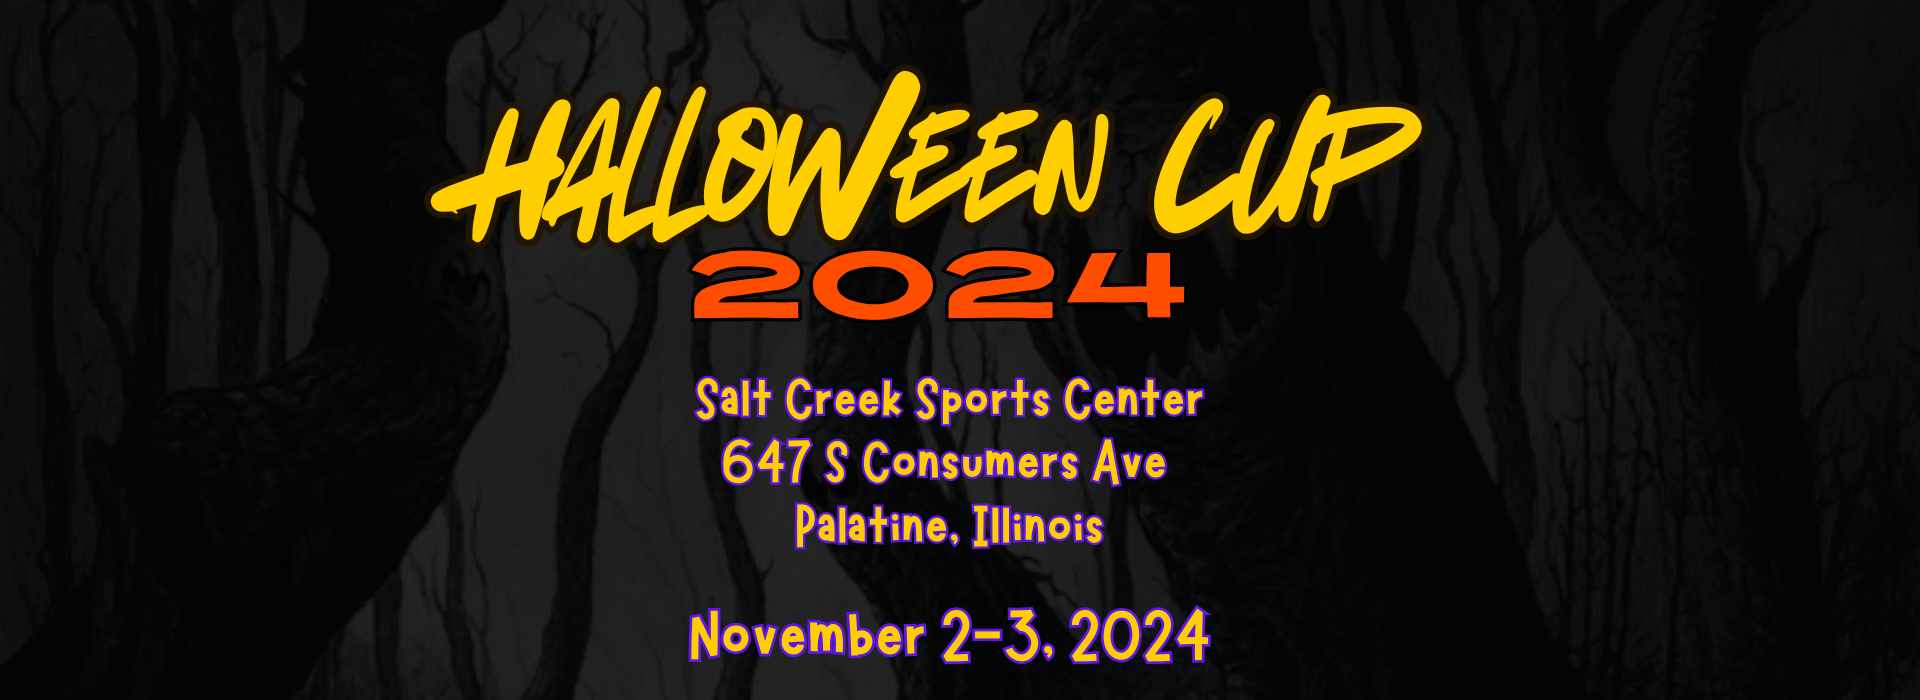 HALLOWEEN CUP
2024
Salt Creek Sports Center
647 S Consumers Ave
Palatine, Illinois
November 2-3, 2024